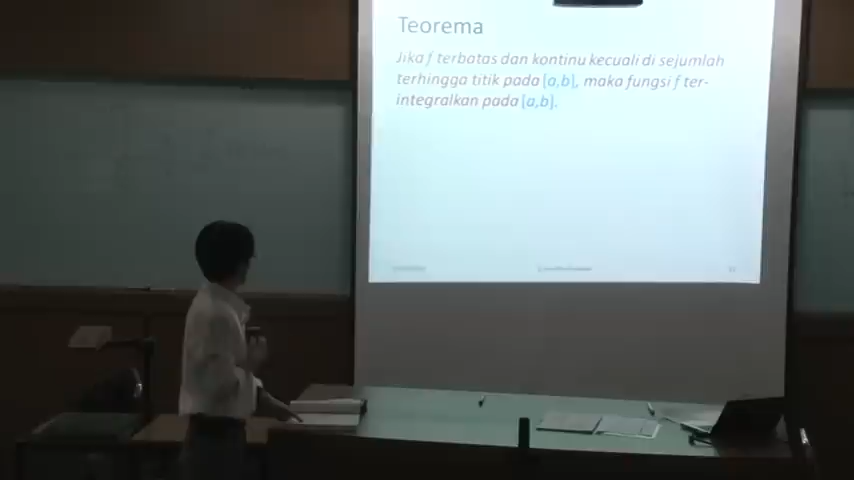 Teorema
Jika f terbatas dan kontinu kecuali di sejumlah
terhingga titik pada [a,b], maka fungsi f ter-
integralkan pada [a,b].